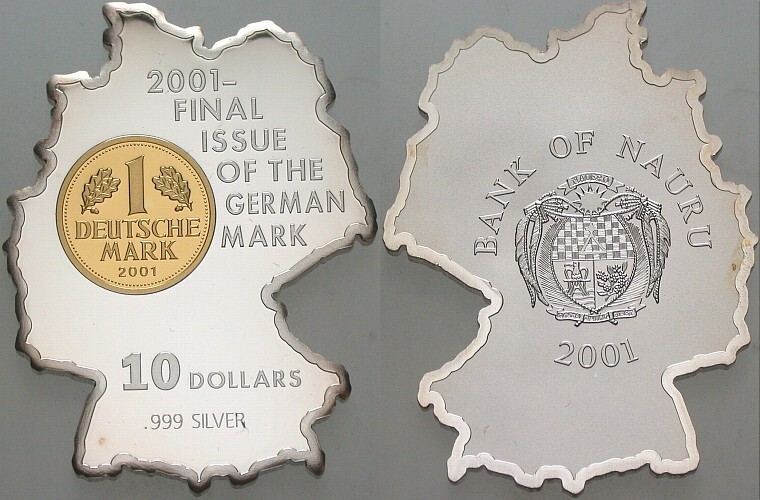 2001–
FINAL
ISSUE
OF THE
GERMAN
MARK
1
DEUTSCHE
MARK
2001
10 DOLLARS
.999 SILVER
BANK OF NAURU
2001